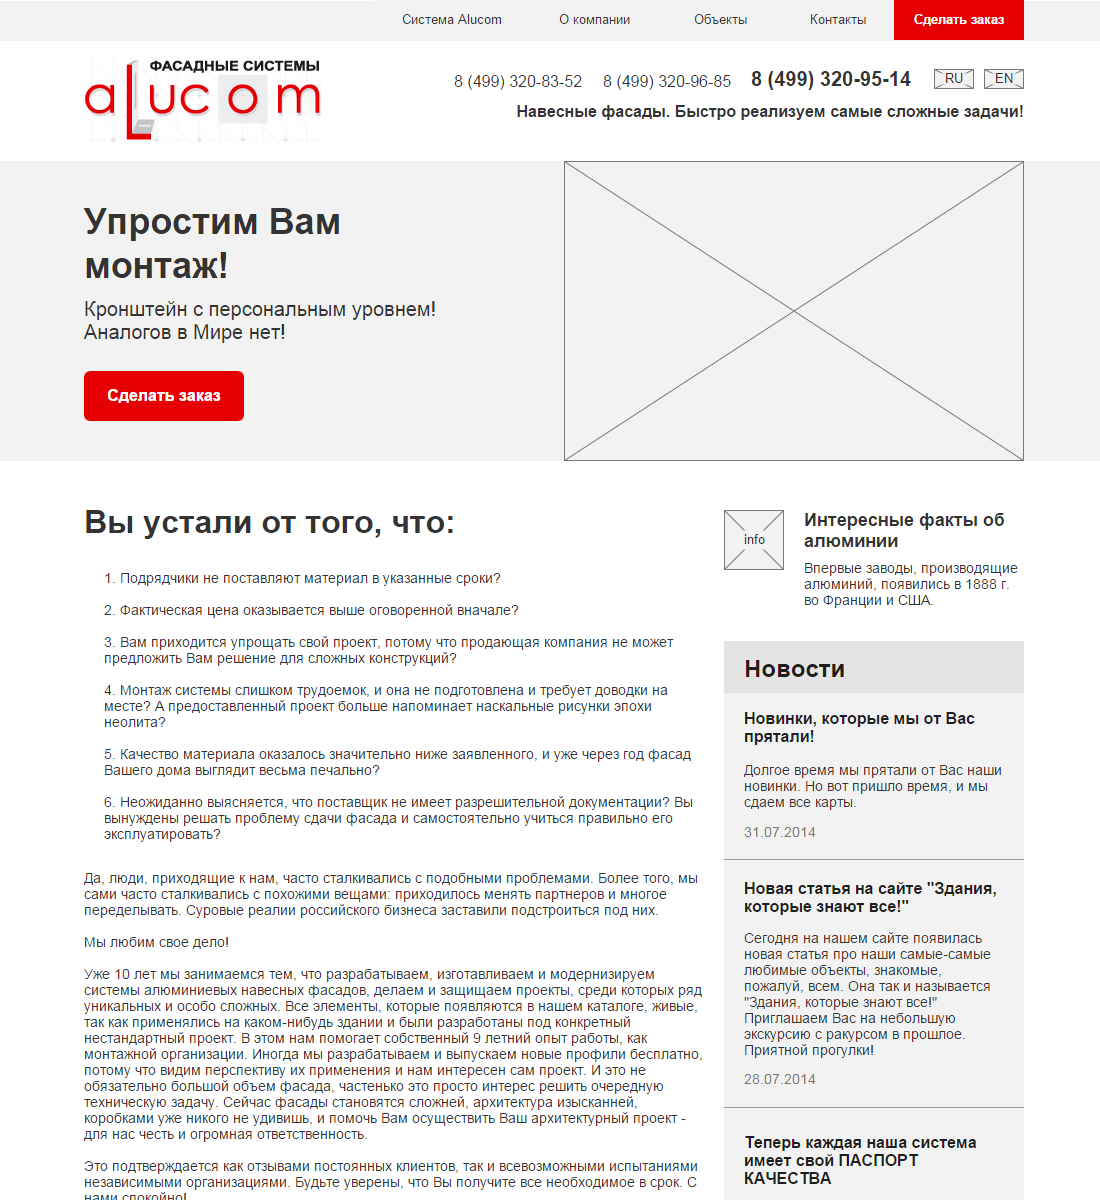 Система Alucom
О компании
Объекты
Контакты
Сделать заказ
ФАСАДНЫЕ СИСТЕМЫ
aLucom
8 (499) 320-83-52
8 (499) 320-96-85
8 (499) 320-95-14
RU
EN
Навесные фасады. Быстро реализуем самые сложные задачи!
Упростим Вам
монтаж!
Кронштейн с персональным уровнем!
Аналогов в Мире нет!
Сделать заказ
Вы устали от того, что:
1. Подрядчики не поставляют материал в указанные сроки?
2. Фактическая цена оказывается выше оговоренной вначале?
3. Вам приходится упрощать свой проект, потому что продающая компания не может
предложить Вам решение для сложных конструкций?
4. Монтаж системы слишком трудоемок, и она не подготовлена и требует доводки на
месте? А предоставленный проект больше напоминает наскальные рисунки эпохи
неолита?
5. Качество материала оказалось значительно ниже заявленного, и уже через год фасад
Вашего дома выглядит весьма печально?
6. Неожиданно выясняется, что поставщик не имеет разрешительной документации? Вы
вынуждены решать проблему сдачи фасада и самостоятельно учиться правильно его
эксплуатировать?
Да, люди, приходящие к нам, часто сталкивались с подобными проблемами. Более того, мы
сами часто сталкивались с похожими вещами: приходилось менять партнеров и многое
переделывать. Суровые реалии российского бизнеса заставили подстроиться под них.
Мы любим свое дело!
Уже 10 лет мы занимаемся тем, что разрабатываем, изготавливаем и модернизируем
системы алюминиевых навесных фасадов, делаем и защищаем проекты, среди которых ряд
уникальных и особо сложных. Все элементы, которые появляются в нашем каталоге, живые,
так как применялись на каком-нибудь здании и были разработаны под конкретный
нестандартный проект. В этом нам помогает собственный 9 летний опыт работы, как
монтажной организации. Иногда мы разрабатываем и выпускаем новые профили бесплатно,
потому что видим перспективу их применения и нам интересен сам проект. И это не
обязательно большой объем фасада, частенько это просто интерес решить очередную
техническую задачу. Сейчас фасады становятся сложней, архитектура изысканней,
коробками уже никого не удивишь, и помочь Вам осуществить Ваш архитектурный проект -
для нас честь и огромная ответственность.
Это подтверждается как отзывами постоянных клиентов, так и всевозможными испытаниями
независимыми организациями. Будьте уверены, что Вы получите все необходимое в срок. С
нами спокойно!
info
Интересные факты об
алюминии
Впервые заводы, производящие
алюминий, появились в 1888 г.
во Франции и США.
Новости
Новинки, которые мы от Вас
прятали!
Долгое время мы прятали от Вас наши
новинки. Но вот пришло время, и мы
сдаем все карты.
31.07.2014
Новая статья на сайте "Здания,
которые знают все!"
Сегодня на нашем сайте появилась
новая статья про наши самые-самые
любимые объекты, знакомые,
пожалуй, всем. Она так и называется
"Здания, которые знают все!"
Приглашаем Вас на небольшую
экскурсию с ракурсом в прошлое.
Приятной прогулки!
28.07.2014
Теперь каждая наша система
имеет свой ПАСПОРТ
КАЧЕСТВА